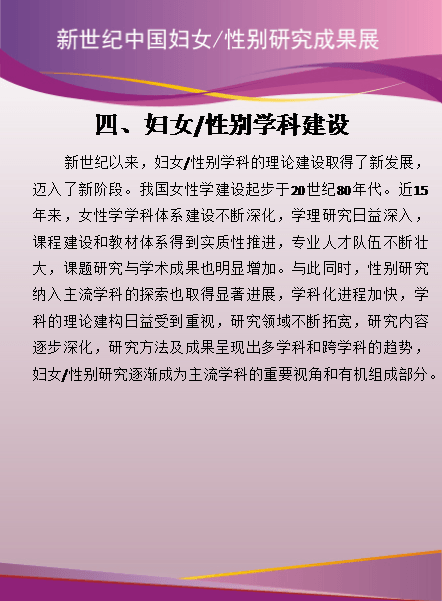 新世纪中国妇女/性别研究成果展
四、妇女/性别学科建设
新世纪以来，妇女/性别学科的理论建设取得了新发展，
迈入了新阶段。我国女性学建设起步于20世纪80年代。近15
年来，女性学学科体系建设不断深化，学理研究日益深入，
课程建设和教材体系得到实质性推进，专业人才队伍不断壮
大，课题研究与学术成果也明显增加。与此同时，性别研究
纳入主流学科的探索也取得显著进展，学科化进程加快，学
科的理论建构日益受到重视，研究领域不断拓宽，研究内容
逐步深化，研究方法及成果呈现出多学科和跨学科的趋势，
妇女/性别研究逐渐成为主流学科的重要视角和有机组成部分。